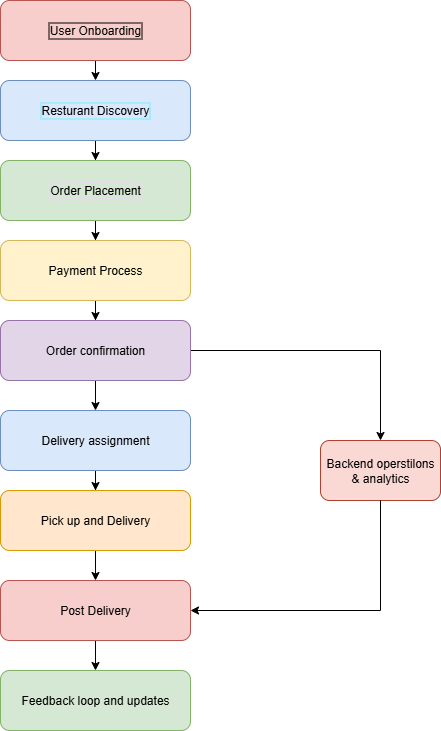 User Onboarding
Resturant Discovery
Order Placement
Payment Process
Order confirmation
Delivery assignment
Backend operstilons
& analytics
Pick up and Delivery
Post Delivery
Feedback loop and updates